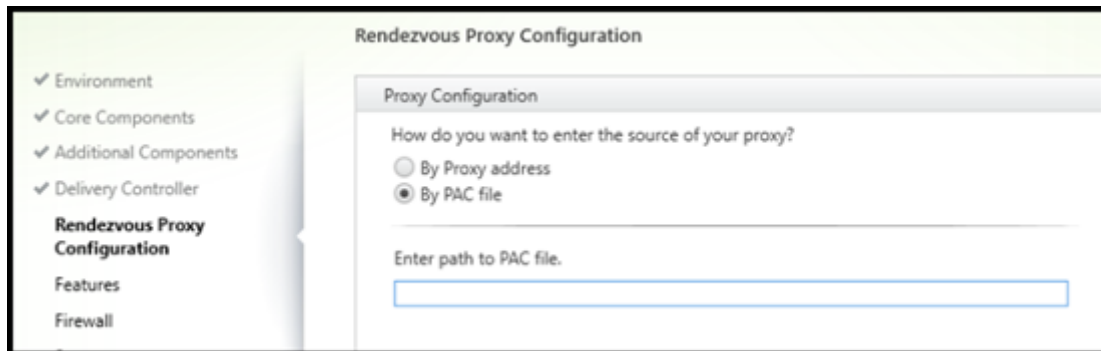 Rendezvous Proxy Configuration
Environment
Core Components
Additional Components
Delivery Controller
Rendezvous Proxy
Configuration
Features
Firewall
Proxy Configuration
How do you want to enter the source of your proxy?
By Proxy address
By PAC file
Enter path to PAC file.